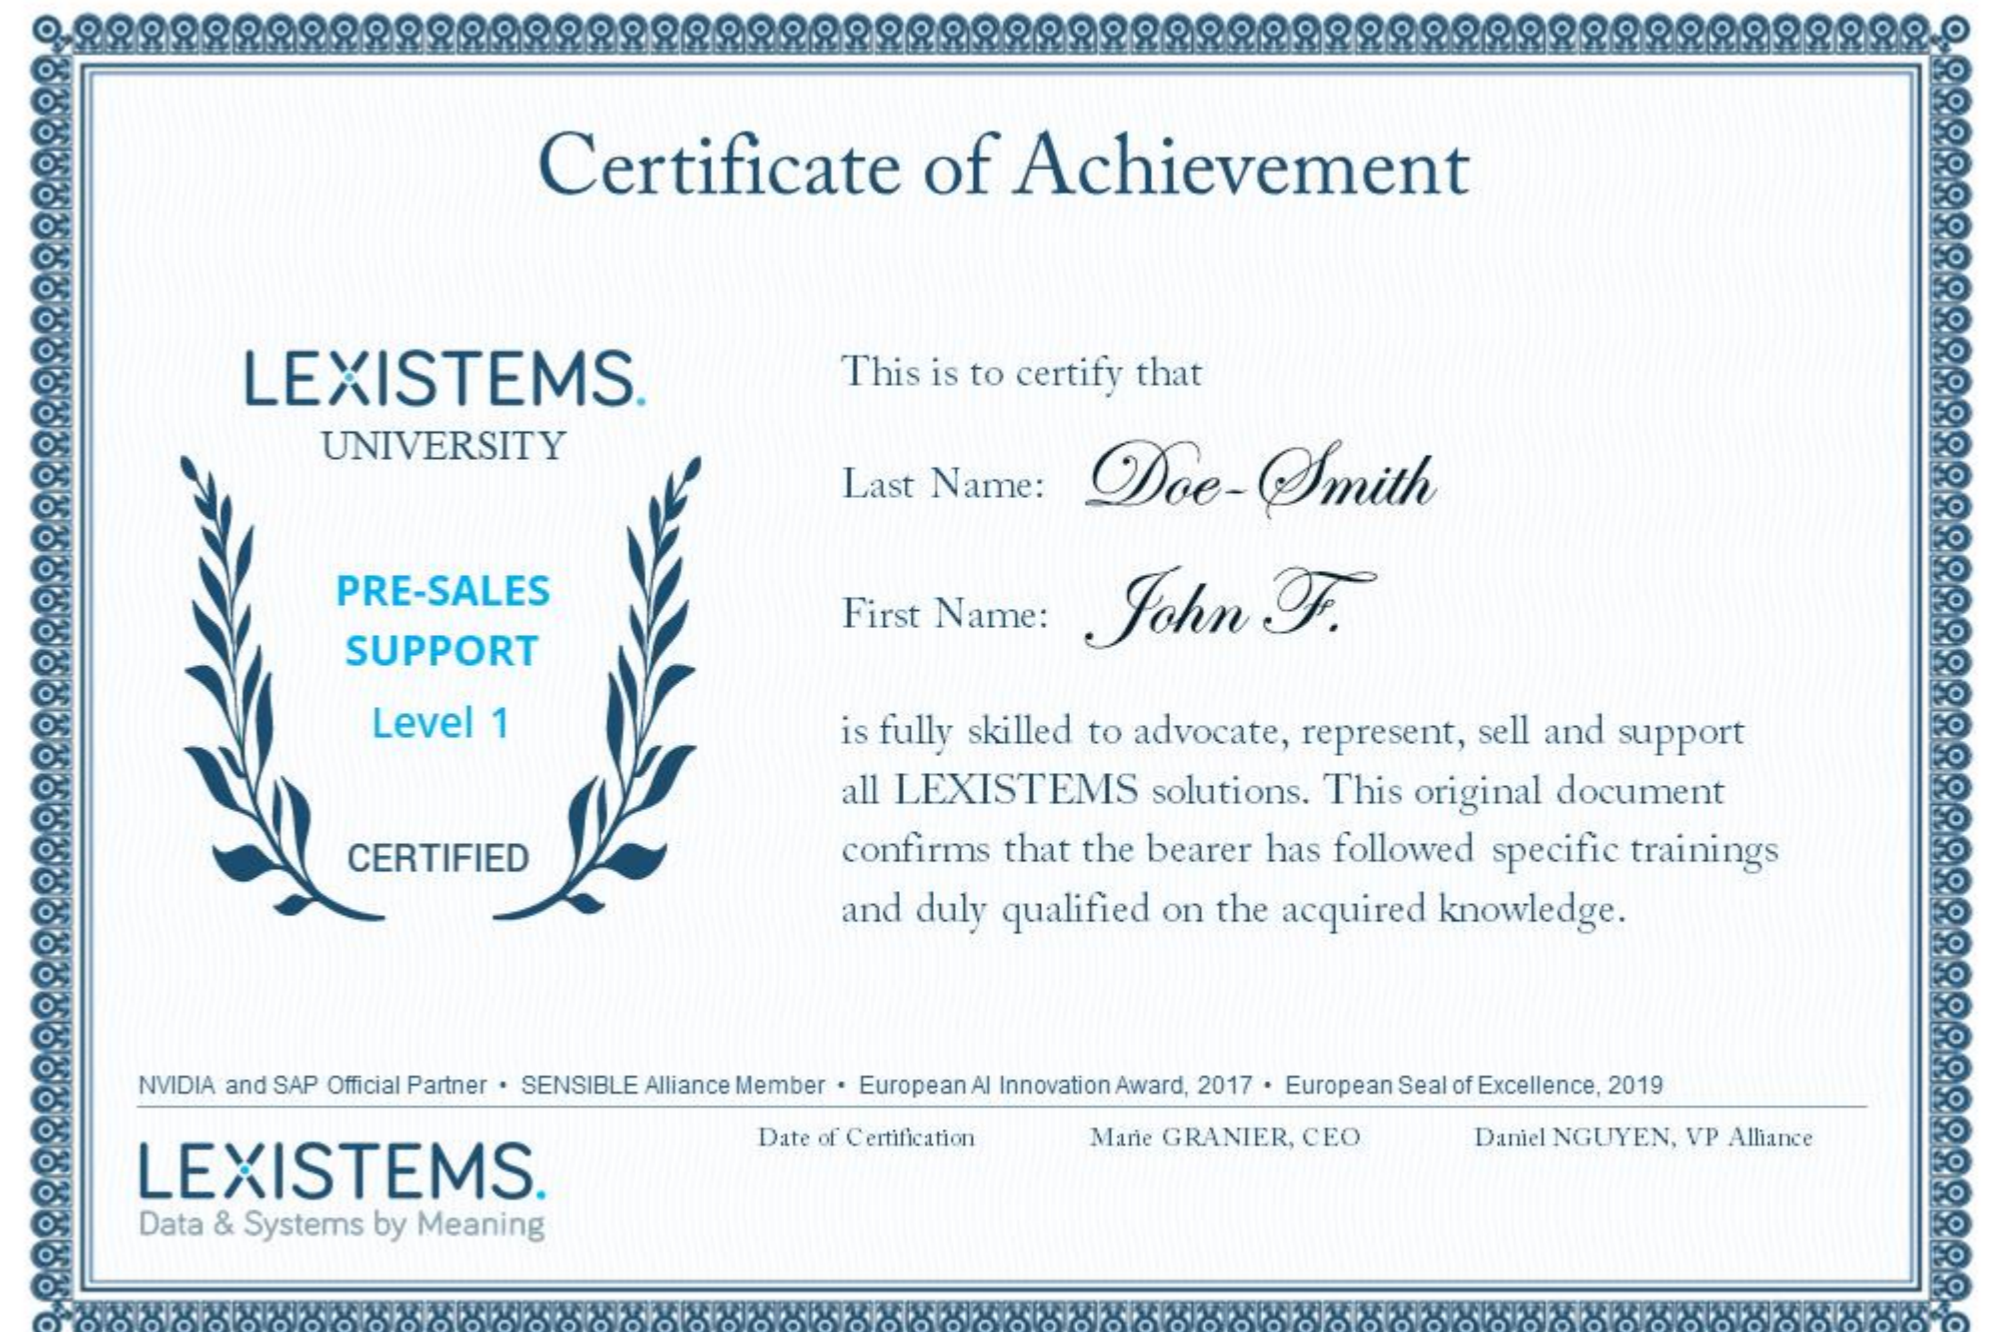 Certificate of Achievement
LEXISTEMS.
UNIVERSITY
PRE-SALES
SUPPORT
Level 1
CERTIFIED
This is to certify that
Last Name: Doe-Smith
First Name: John F.
is fully skilled to advocate, represent, sell and support
all LEXISTEMS solutions. This original document
confirms that the bearer has followed specific trainings
and duly qualified on the acquired knowledge.
NVIDIA and SAP Official Partner • SENSIBLE Alliance Member • European AI Innovation Award, 2017 • European Seal of Excellence, 2019
LEXISTEMS.
Data & Systems by Meaning
Date of Certification
Marie GRANIER, CEO
Daniel NGUYEN, VP Alliance